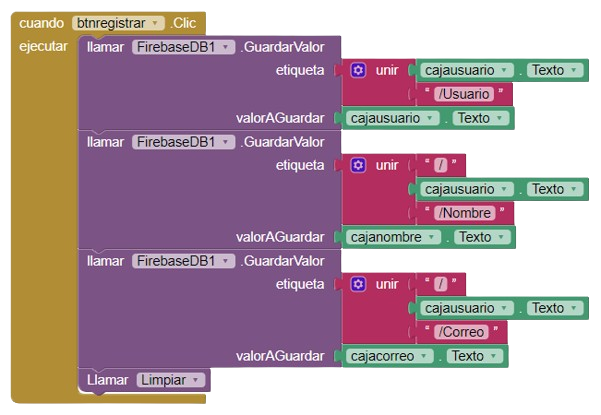 cuando btnregistrar .Clic
ejecutar llamar FirebaseDB1 .GuardarValor
etiqueta unir cajausuario . Texto
" /Usuario "
valorAGuardar cajausuario . Texto
llamar FirebaseDB1 .GuardarValor
etiqueta unir " / "
cajausuario . Texto
" /Nombre "
valorAGuardar cajanombre . Texto
llamar FirebaseDB1 .GuardarValor
etiqueta unir " / "
cajausuario . Texto
" /Correo "
valorAGuardar cajacorreo . Texto
Llamar Limpiar